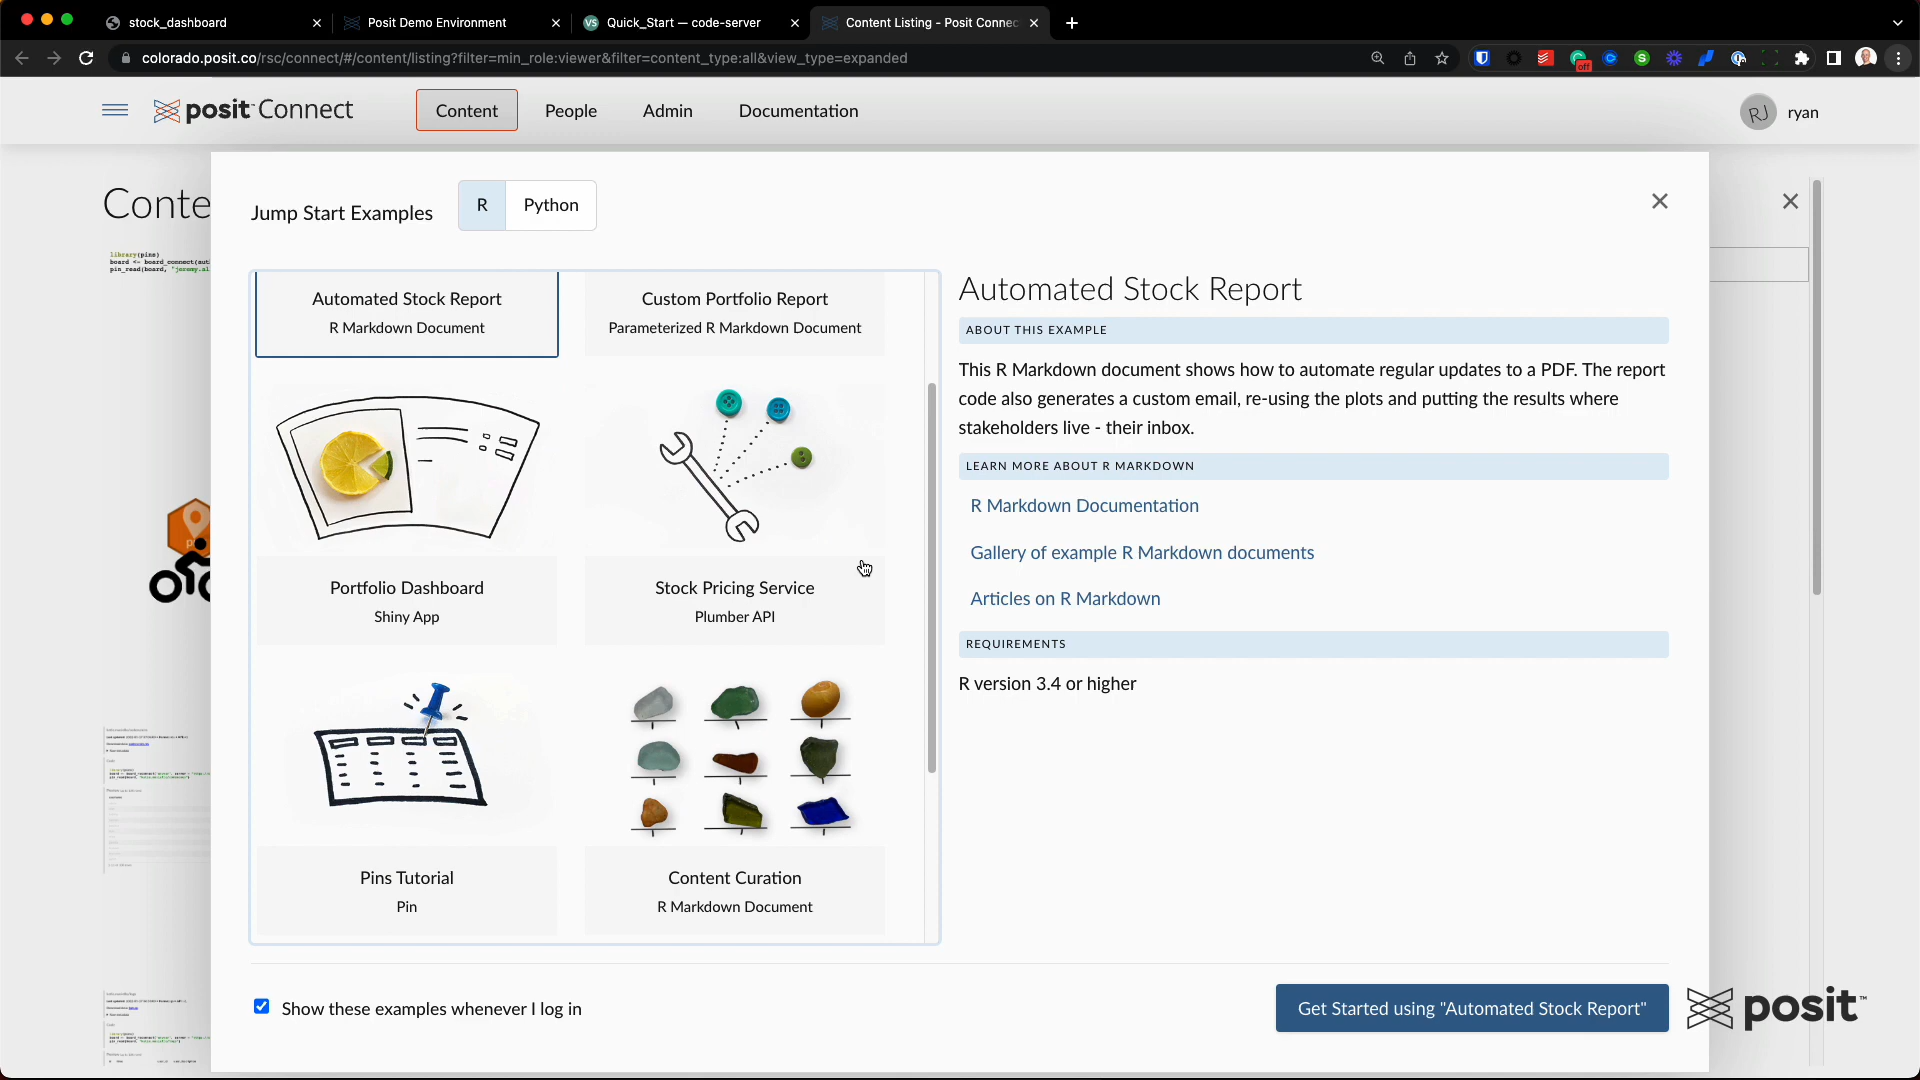 stock_dashboard
Posit Demo Environment
Quick_Start — code-server
Content Listing - Posit Connec
colorado.posit.co/rsc/connect/#/content/listing?filter=min_role:viewer&filter=content_type:all&view_type=expanded
posit Connect
Content
People
Admin
Documentation
RJ
ryan
Conte
Jump Start Examples
R
Python
library(pins)
Automated Stock Report
R Markdown Document
Custom Portfolio Report
Parameterized R Markdown Document
Portfolio Dashboard
Shiny App
Stock Pricing Service
Plumber API
Pins Tutorial
Pin
Content Curation
R Markdown Document
Automated Stock Report
ABOUT THIS EXAMPLE
This R Markdown document shows how to automate regular updates to a PDF. The report
code also generates a custom email, re-using the plots and putting the results where
stakeholders live - their inbox.
LEARN MORE ABOUT R MARKDOWN
R Markdown Documentation
Gallery of example R Markdown documents
Articles on R Markdown
REQUIREMENTS
R version 3.4 or higher
Show these examples whenever I log in
Get Started using "Automated Stock Report"
posit™